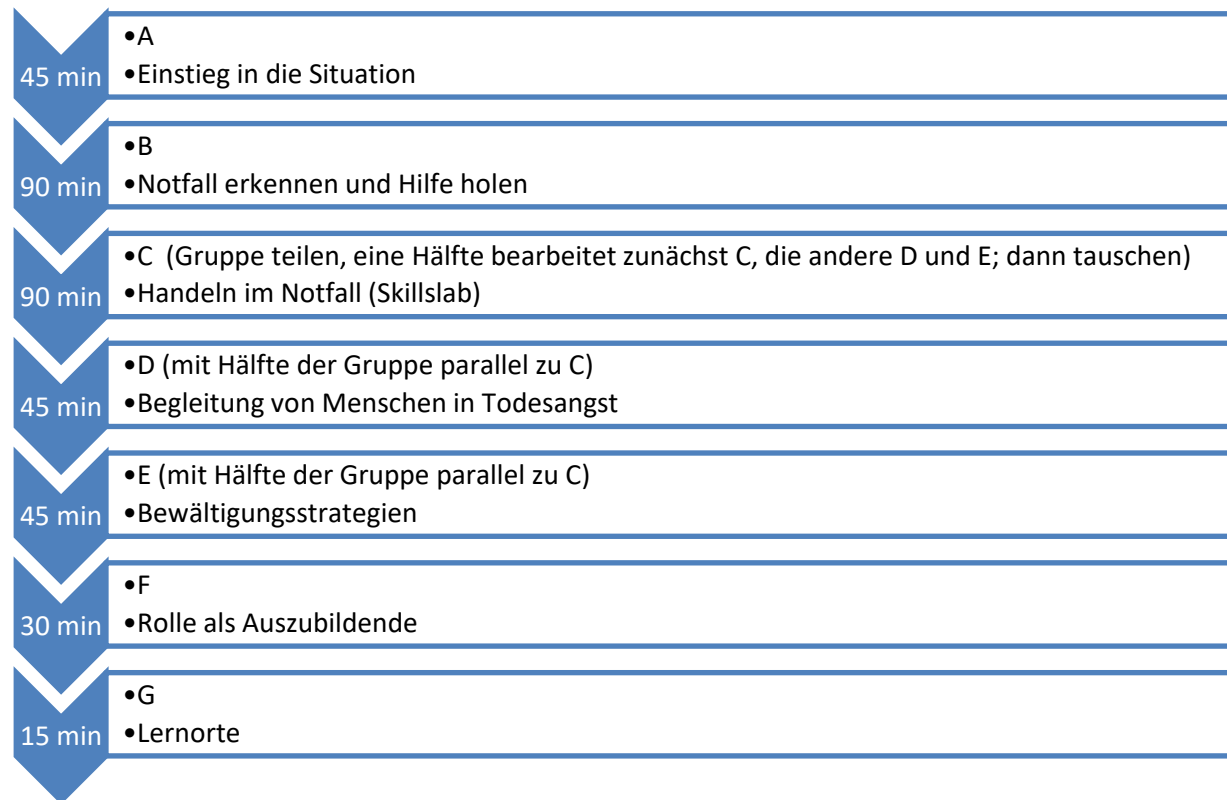 •A
45 min •Einstieg in die Situation
•B
90 min •Notfall erkennen und Hilfe holen
•C (Gruppe teilen, eine Hälfte bearbeitet zunächst C, die andere D und E; dann tauschen)
90 min •Handeln im Notfall (Skillslab)
•D (mit Hälfte der Gruppe parallel zu C)
45 min •Begleitung von Menschen in Todesangst
•E (mit Hälfte der Gruppe parallel zu C)
45 min •Bewältigungsstrategien
•F
30 min •Rolle als Auszubildende
•G
15 min •Lernorte